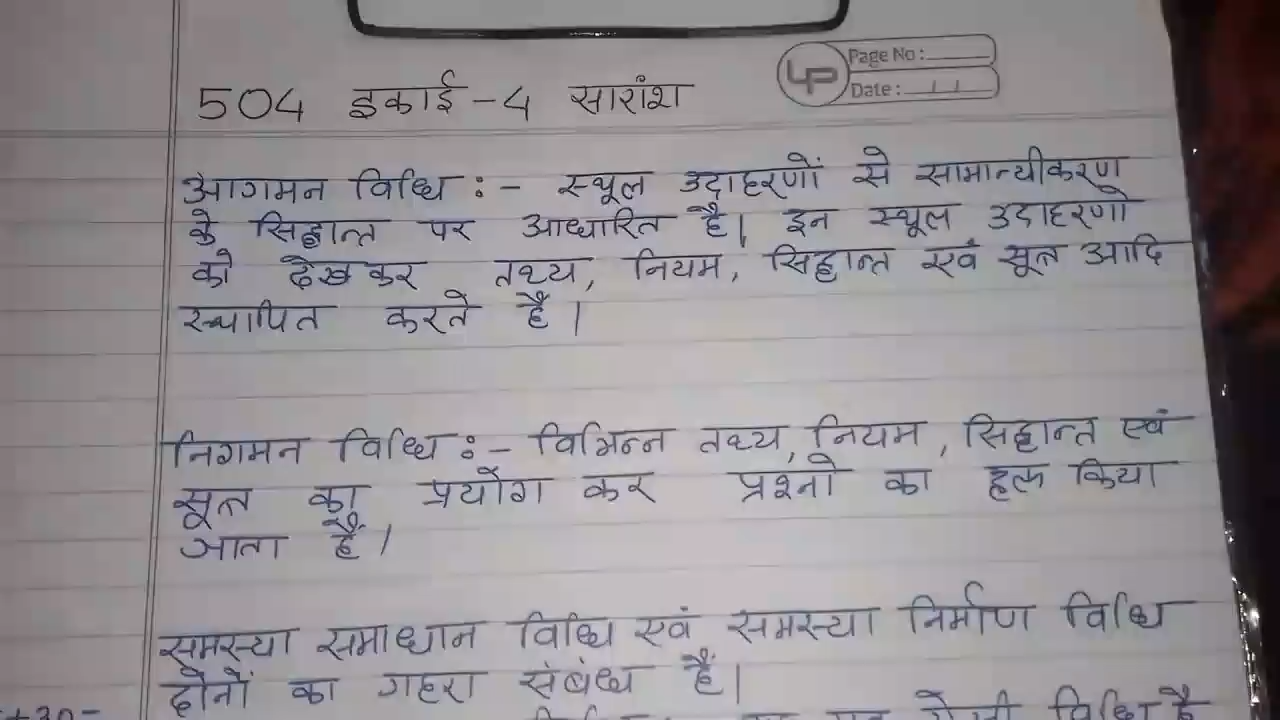 LP
Page No:
Date:
504 इकाई-4 सारांश
आगमन विधि :- स्थूल उदाहरणों से सामान्यीकरण
के सिद्धान्त पर आधारित है। इन स्थूल उदाहरणो
को देखकर तथ्य, नियम, सिद्धान्त एवं सूत्र आदि
स्थापित करते है।
निगमन विधि :- विभिन्न तथ्य, नियम, सिद्धान्त एवं
सूत्र का प्रयोग कर प्रश्नो का हल किया
जाता है।
समस्या समाधान विधि एवं समस्या निर्माण विधि
दोनों का गहरा संबंध है।
विधि है